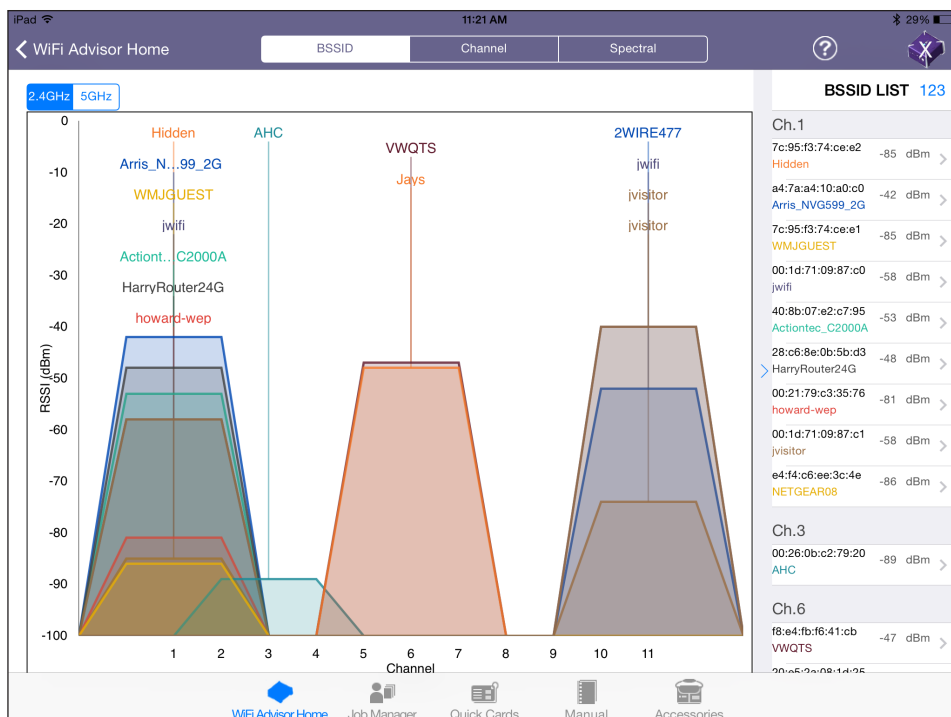 iPad 11:21 AM 29%
WiFi Advisor Home BSSID Channel Spectral ? X
2.4GHz 5GHz
BSSID LIST 123
0
-10
-20
-30
-40
-50
-60
-70
-80
-90
-100
RSSI (dBm)
Hidden
Arris_N...99_2G
WMJGUEST
jwifi
Actiont...C2000A
HarryRouter24G
howard-wep
AHC
VWQTS
Jays
2WIRE477
jwifi
jvisitor
jvisitor
1 2 3 4 5 6 7 8 9 10 11
Channel
Ch.1
7c:95:f3:74:ce:e2 -85 dBm
Hidden
a4:7a:a4:10:a0:c0 -42 dBm
Arris_NVG599_2G
7c:95:f3:74:ce:e1 -85 dBm
WMJGUEST
00:1d:71:09:87:c0 -58 dBm
jwifi
40:8b:07:e2:c7:95 -53 dBm
Actiontec_C2000A
28:c6:8e:0b:5b:d3 -48 dBm
HarryRouter24G
00:21:79:c3:35:76 -81 dBm
howard-wep
00:1d:71:09:87:c1 -58 dBm
jvisitor
e4:f4:c6:ee:3c:4e -86 dBm
NETGEAR08
Ch.3
00:26:0b:c2:79:20 -89 dBm
AHC
Ch.6
f8:e4:fb:f6:41:cb -47 dBm
VWQTS
20:e5:2a:08:1d:25
WiFi Advisor Home Job Manager Quick Cards Manual Accessories